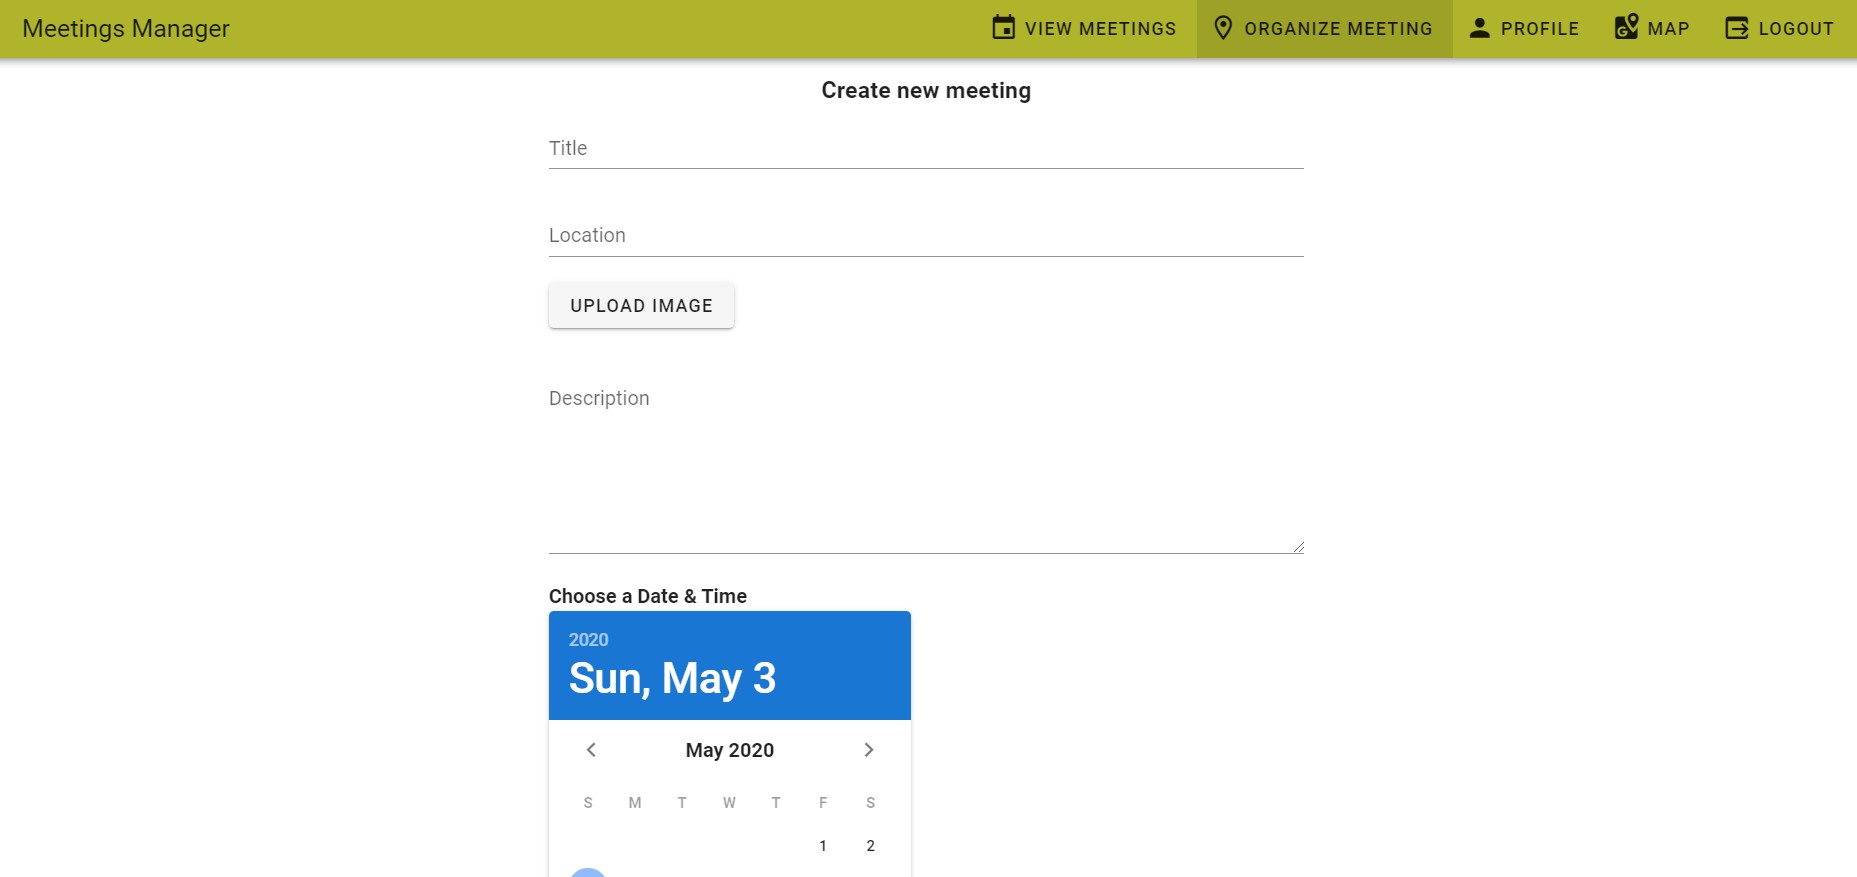 Meetings Manager
VIEW MEETINGS
ORGANIZE MEETING
PROFILE
MAP
LOGOUT
Create new meeting
Title
Location
UPLOAD IMAGE
Description
Choose a Date & Time
2020
Sun, May 3
May 2020
S M T W T F S
1 2